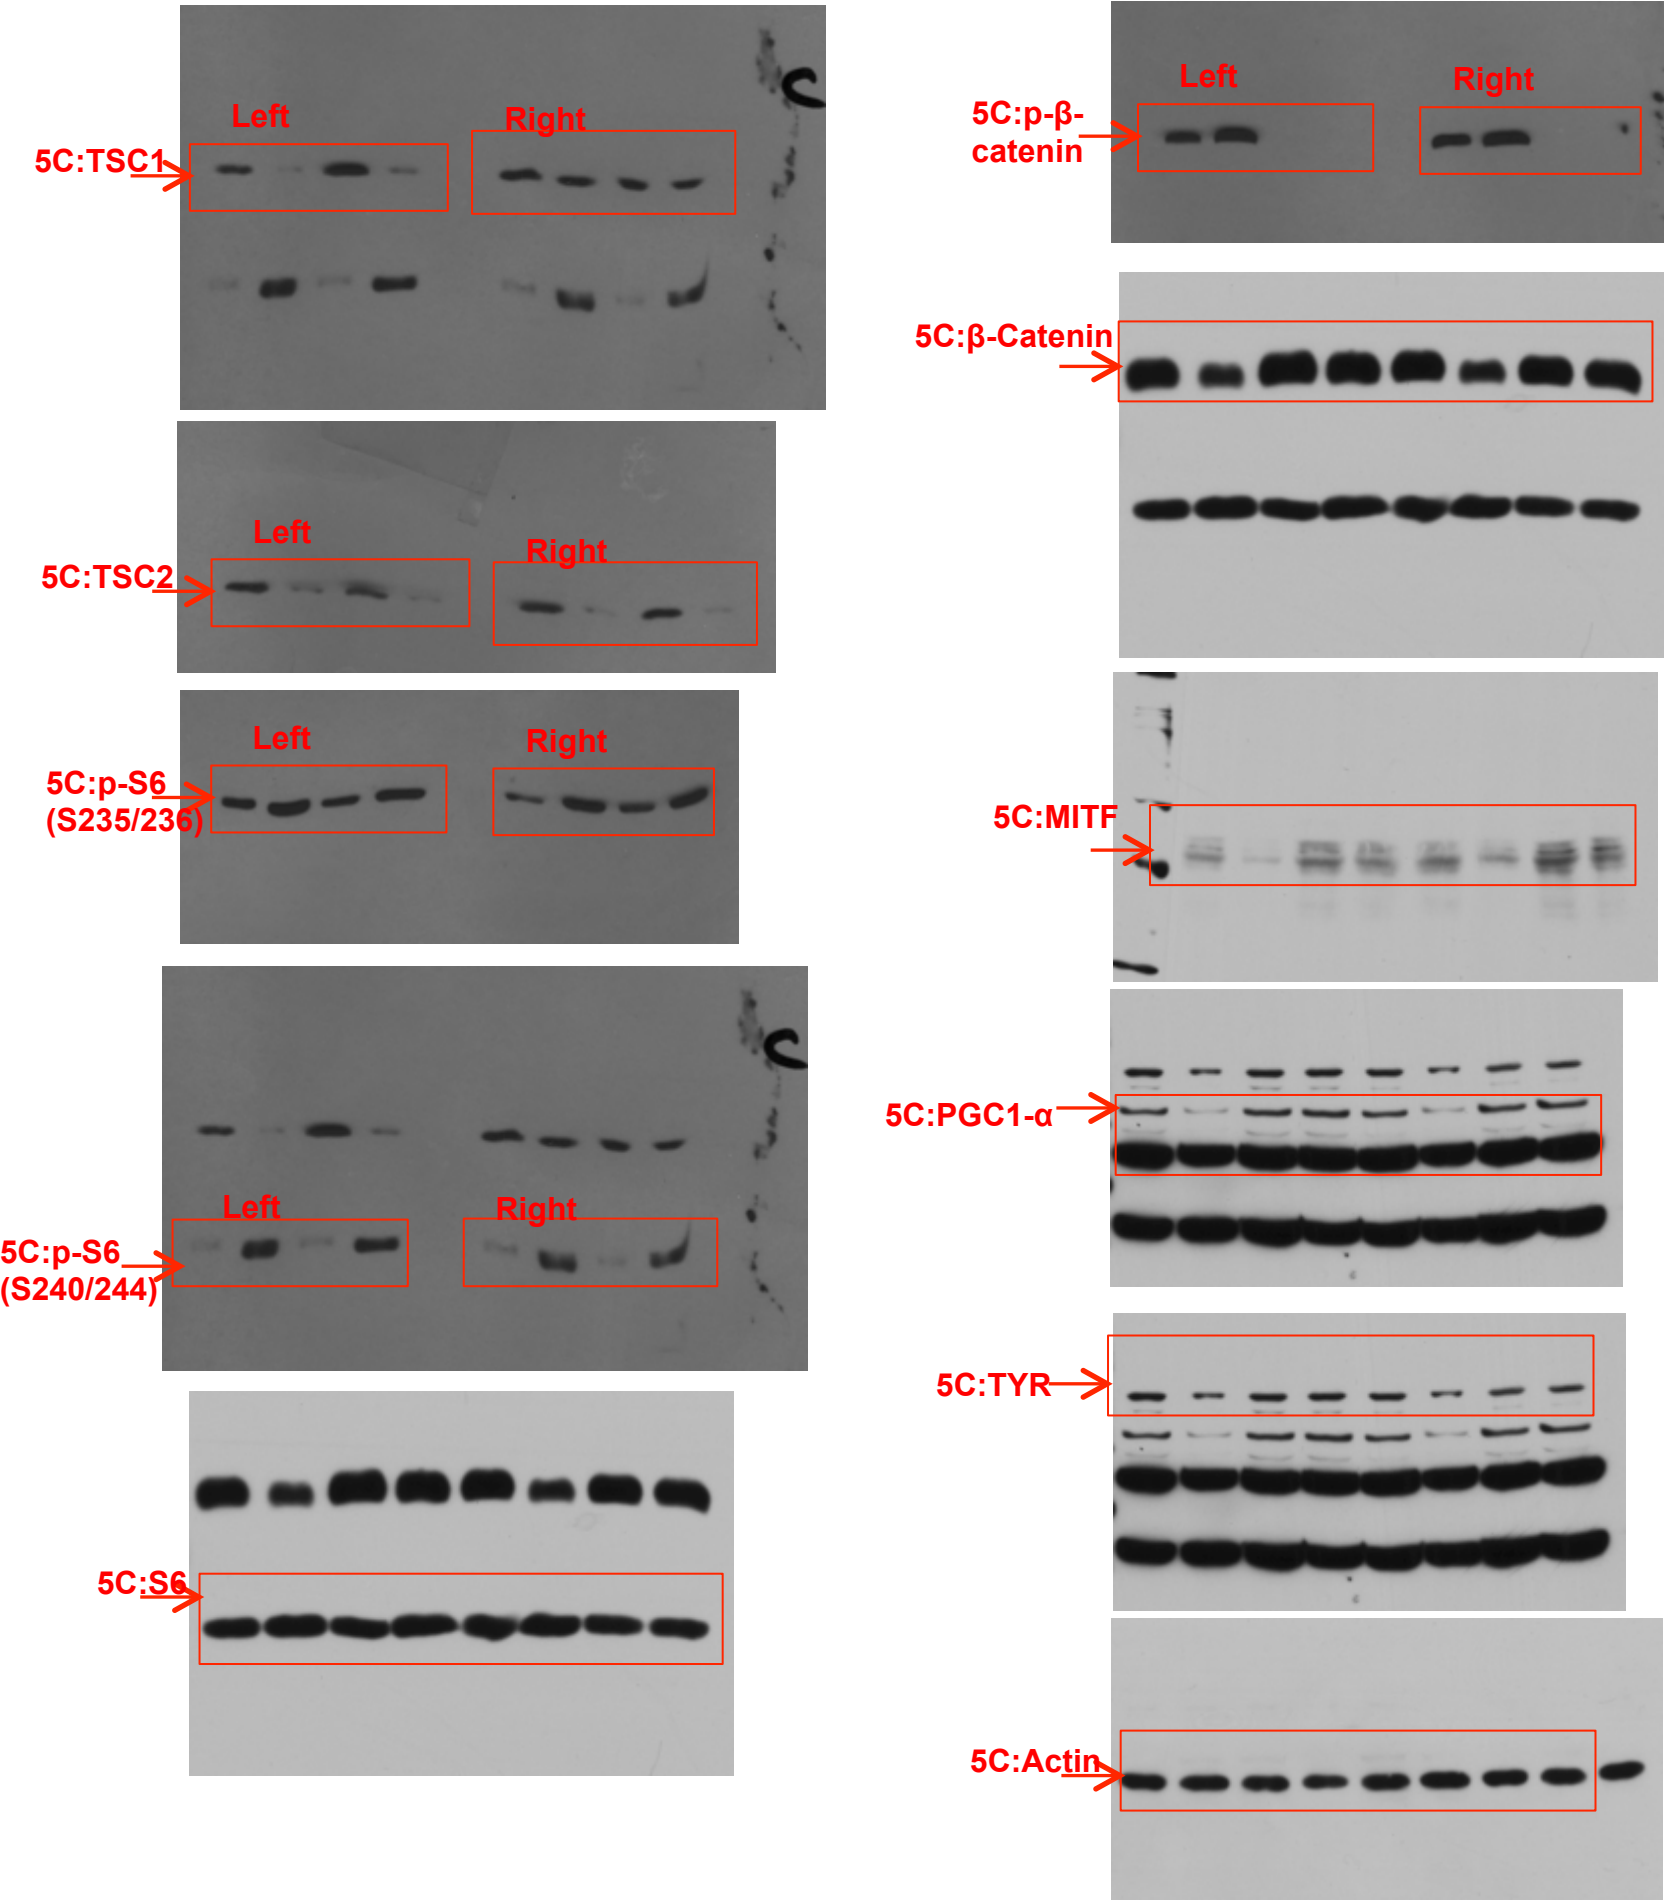 Left
Right
5C:TSC1
C
Left
Right
5C:TSC2
Left
Right
5C:p-S6
(S235/236)
C
Left
Right
5C:p-S6
(S240/244)
5C:S6
Left
Right
5C:p-β-
catenin
5C:β-Catenin
5C:MITF
5C:PGC1-α
5C:TYR
5C:Actin